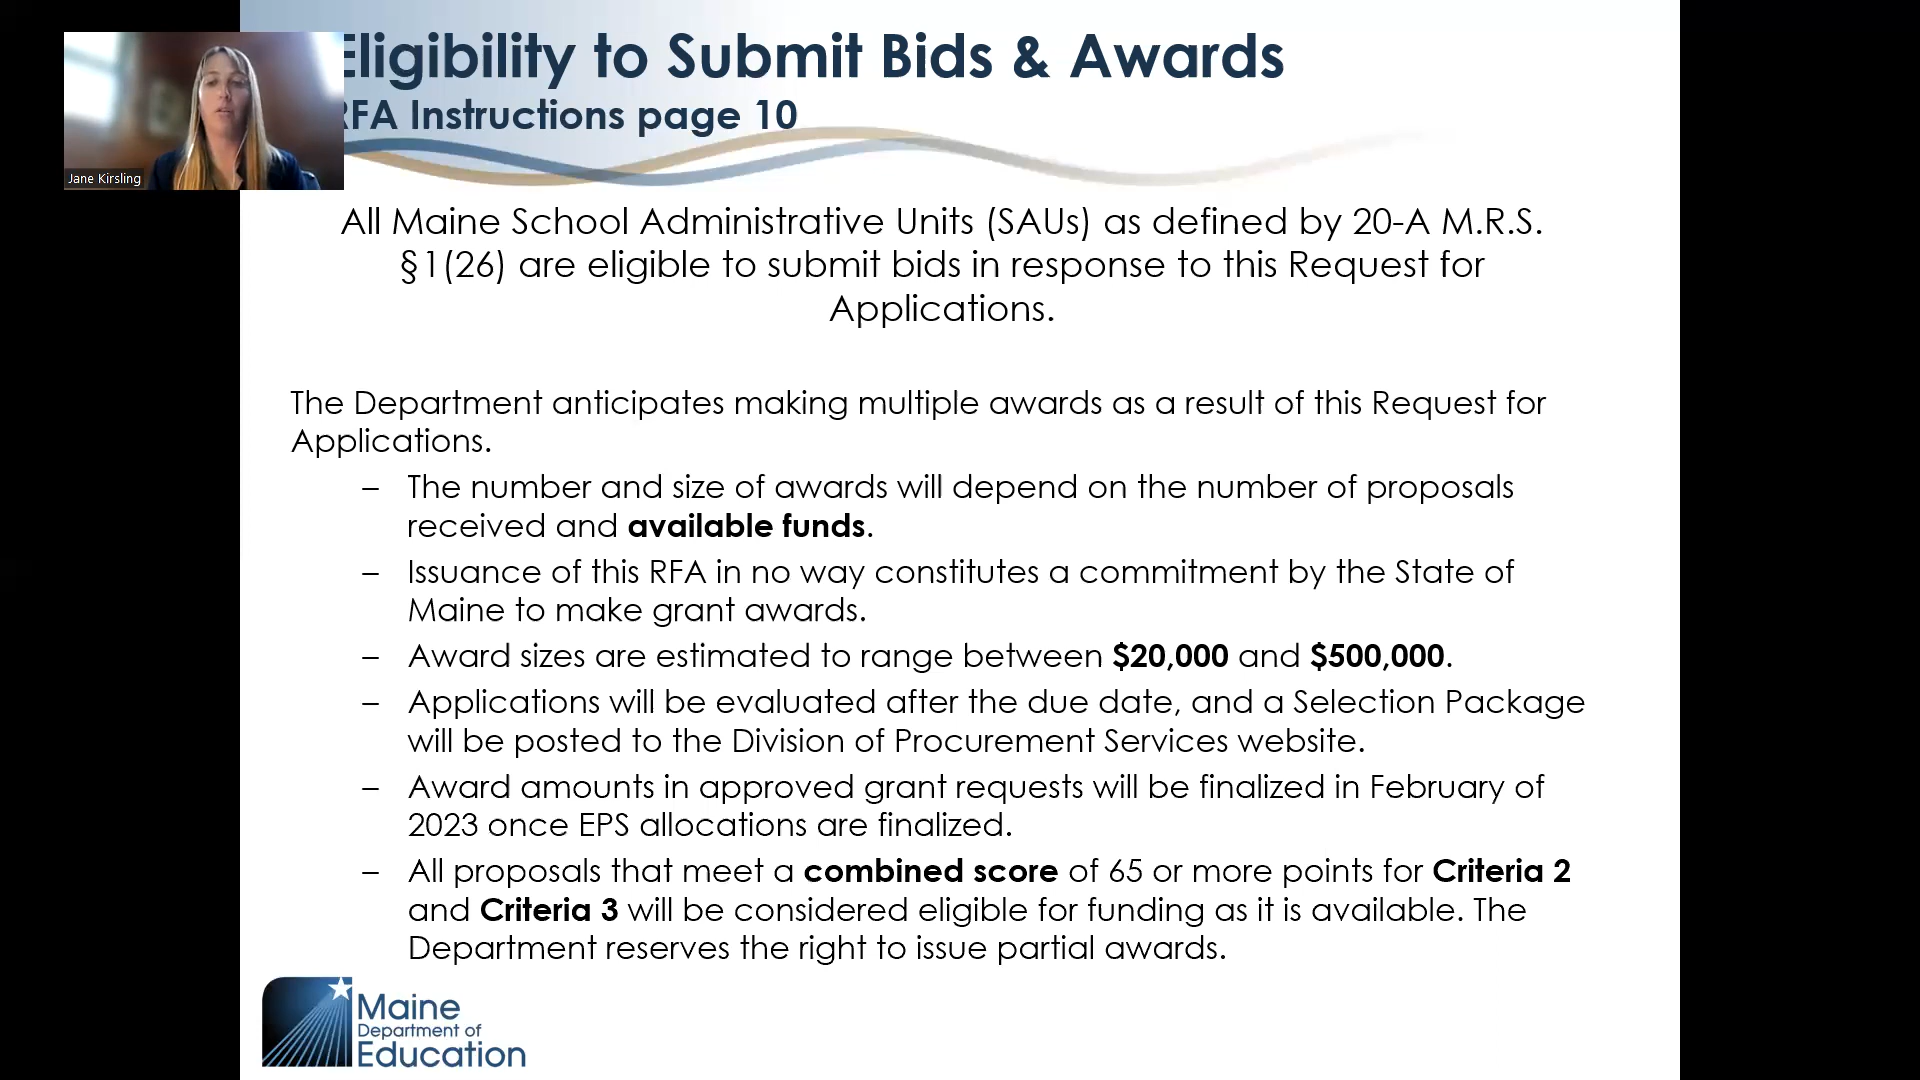 Eligibility to Submit Bids & Awards
RFA Instructions page 10
Jane Kirsling
All Maine School Administrative Units (SAUs) as defined by 20-A M.R.S.
§1(26) are eligible to submit bids in response to this Request for
Applications.
The Department anticipates making multiple awards as a result of this Request for
Applications.
– The number and size of awards will depend on the number of proposals
received and available funds.
– Issuance of this RFA in no way constitutes a commitment by the State of
Maine to make grant awards.
– Award sizes are estimated to range between $20,000 and $500,000.
– Applications will be evaluated after the due date, and a Selection Package
will be posted to the Division of Procurement Services website.
– Award amounts in approved grant requests will be finalized in February of
2023 once EPS allocations are finalized.
– All proposals that meet a combined score of 65 or more points for Criteria 2
and Criteria 3 will be considered eligible for funding as it is available. The
Department reserves the right to issue partial awards.
Maine
Department of
Education